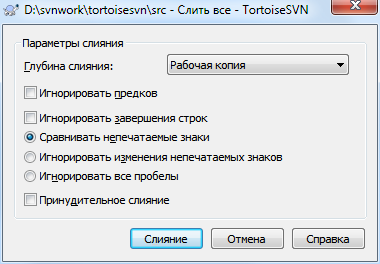 D:\svnwork\tortoisesvn\src - Слить все - TortoiseSVN
Параметры слияния
Глубина слияния: Рабочая копия
Игнорировать предков
Игнорировать завершения строк
Сравнивать непечатаемые знаки
Игнорировать изменения непечатаемых знаков
Игнорировать все пробелы
Принудительное слияние
Слияние Отмена Справка